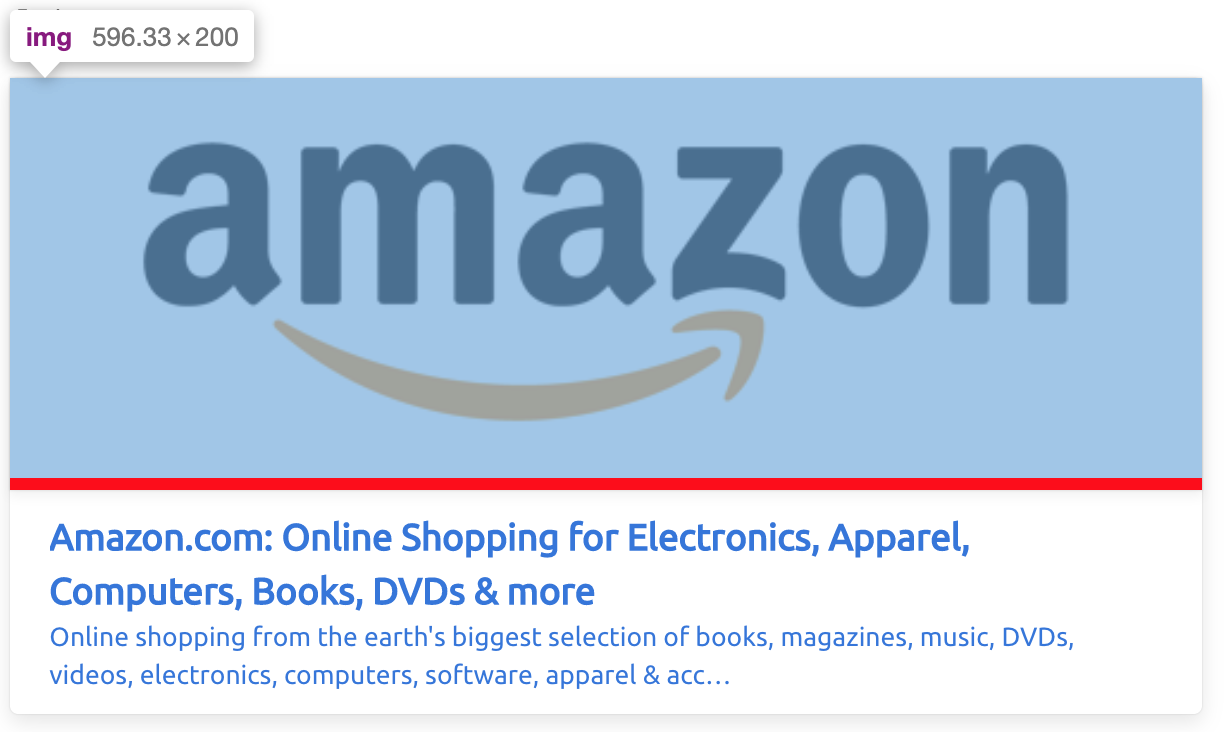 img 596.33 × 200
amazon
Amazon.com: Online Shopping for Electronics, Apparel,
Computers, Books, DVDs & more
Online shopping from the earth's biggest selection of books, magazines, music, DVDs,
videos, electronics, computers, software, apparel & acc…